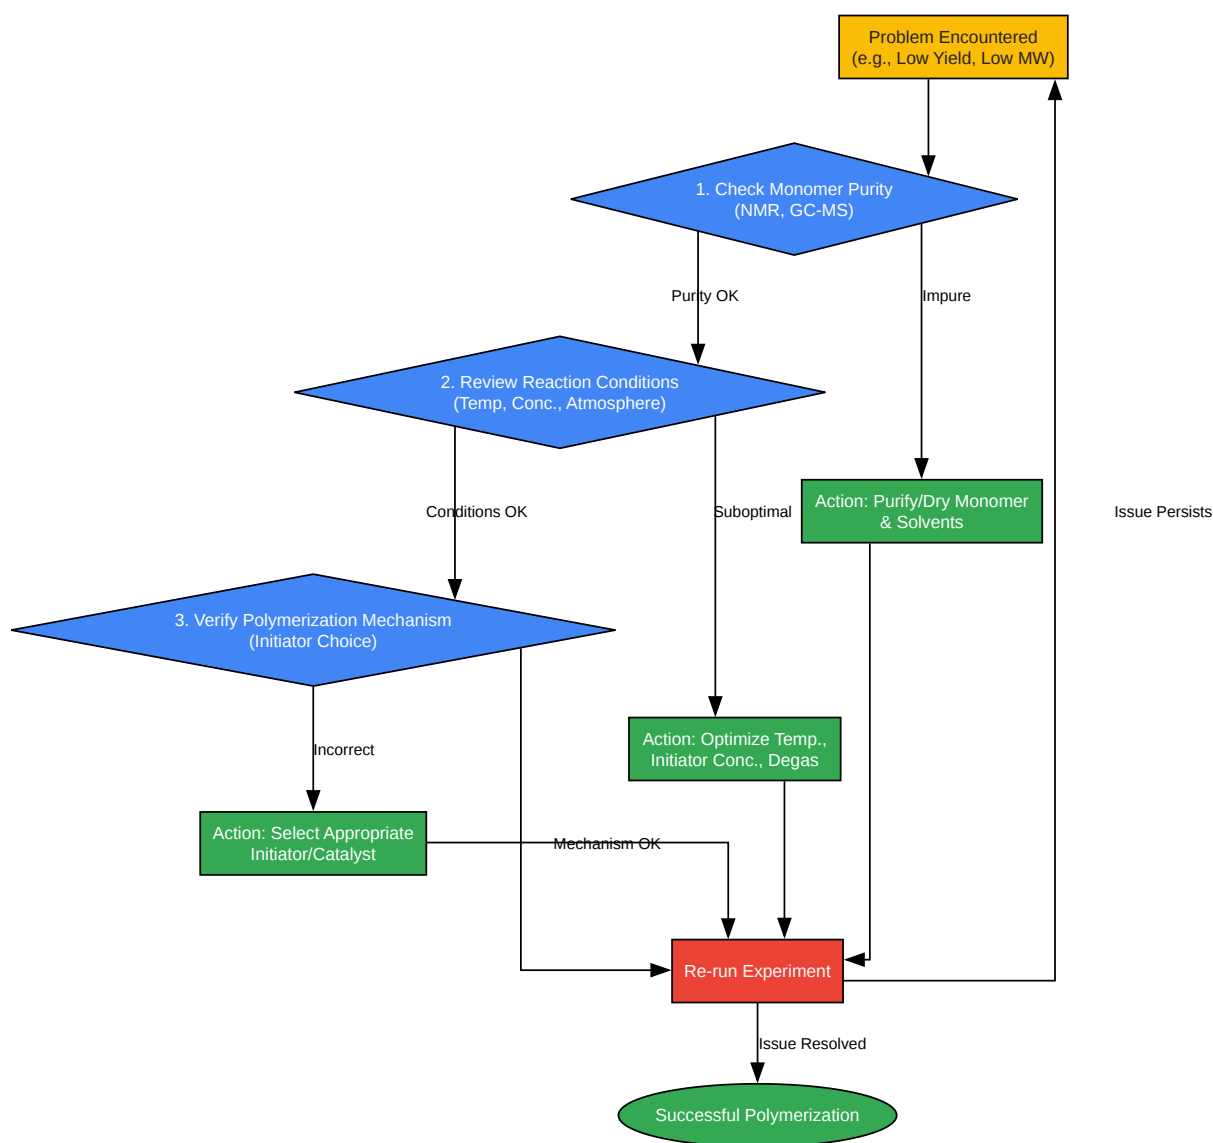 Problem Encountered
(e.g., Low Yield, Low MW)
1. Check Monomer Purity
(NMR, GC-MS)
Purity OK
Impure
2. Review Reaction Conditions
(Temp, Conc., Atmosphere)
Conditions OK
Suboptimal
Action: Purify/Dry Monomer
& Solvents
Issue Persists
3. Verify Polymerization Mechanism
(Initiator Choice)
Incorrect
Action: Optimize Temp.,
Initiator Conc., Degas
Action: Select Appropriate
Initiator/Catalyst
Mechanism OK
Re-run Experiment
Issue Resolved
Successful Polymerization